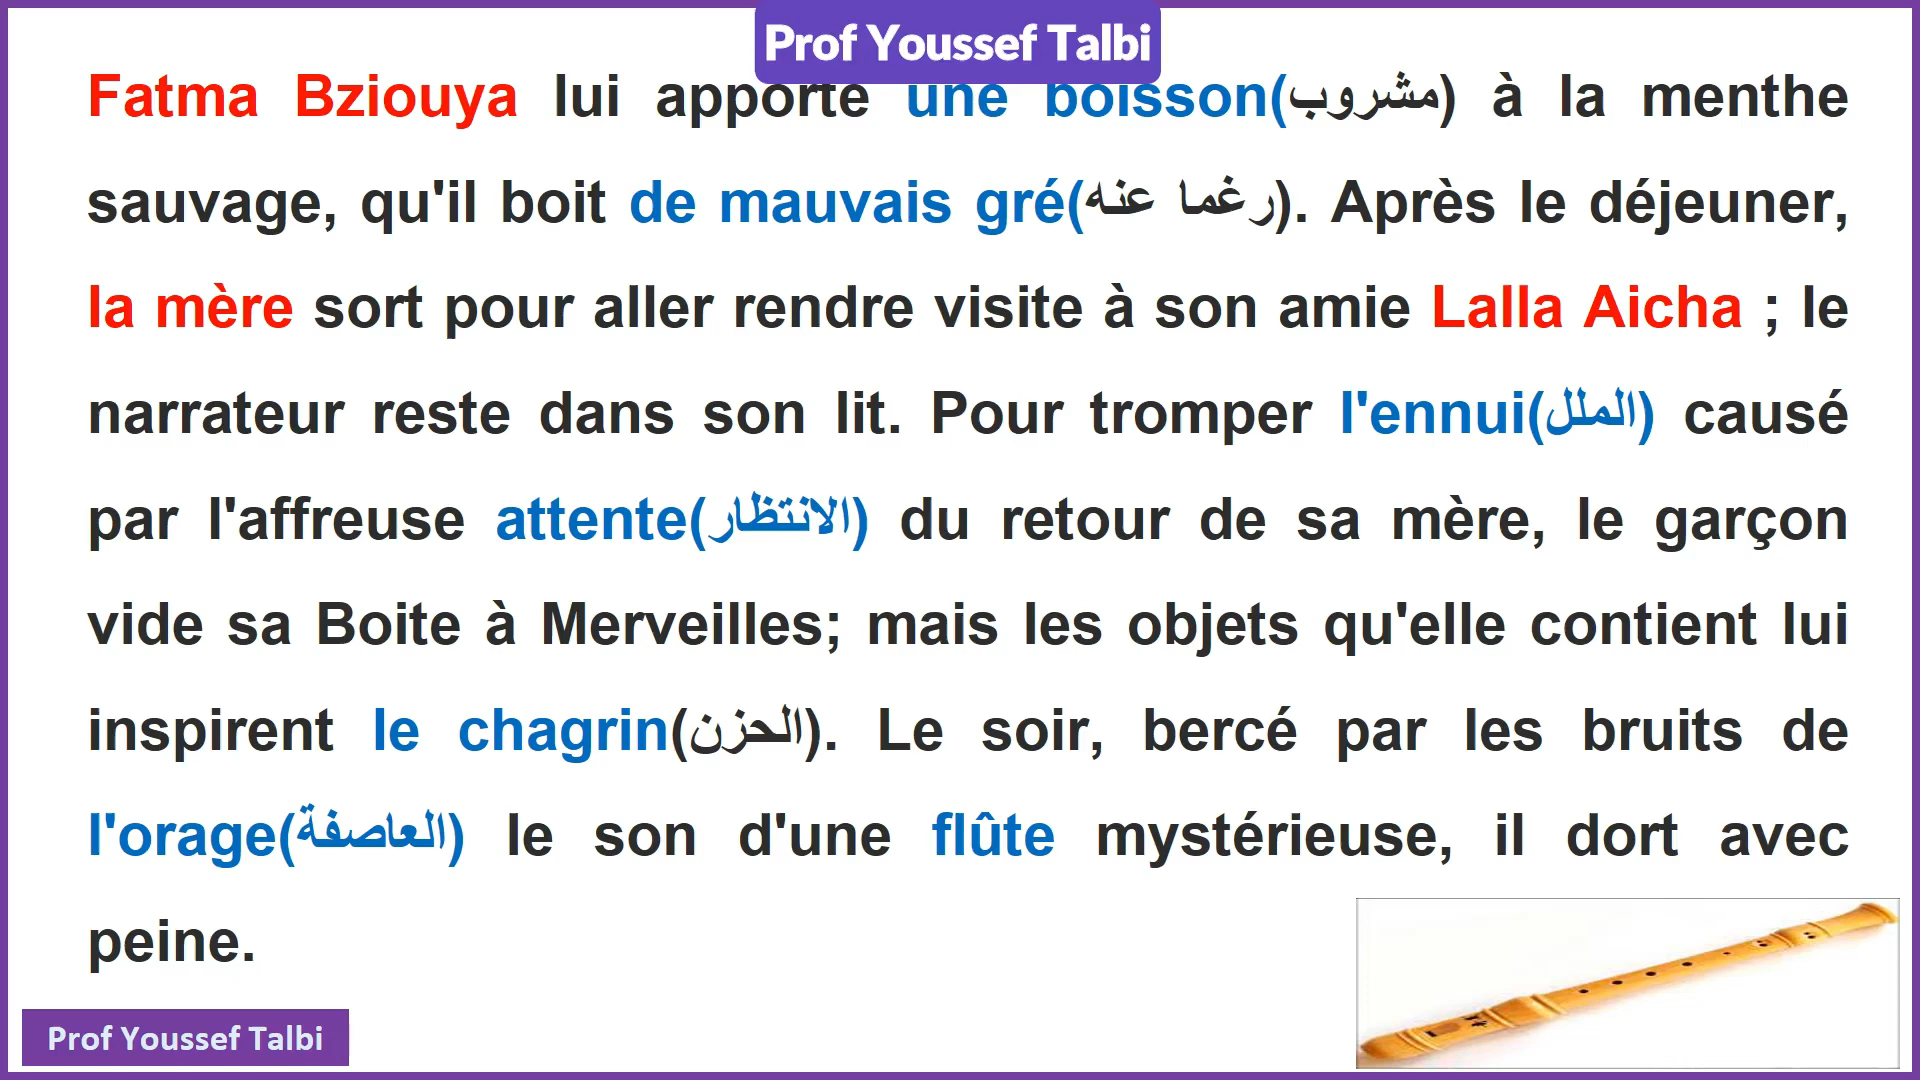 Prof Youssef Talbi
Fatma Bziouya lui apporte une boisson(مشروب) à la menthe
sauvage, qu'il boit de mauvais gré(رغما عنه). Après le déjeuner,
la mère sort pour aller rendre visite à son amie Lalla Aicha ; le
narrateur reste dans son lit. Pour tromper l'ennui(الملل) causé
par l'affreuse attente(الانتظار) du retour de sa mère, le garçon
vide sa Boite à Merveilles; mais les objets qu'elle contient lui
inspirent le chagrin(الحزن). Le soir, bercé par les bruits de
l'orage(العاصفة) le son d'une flûte mystérieuse, il dort avec
peine.
Prof Youssef Talbi